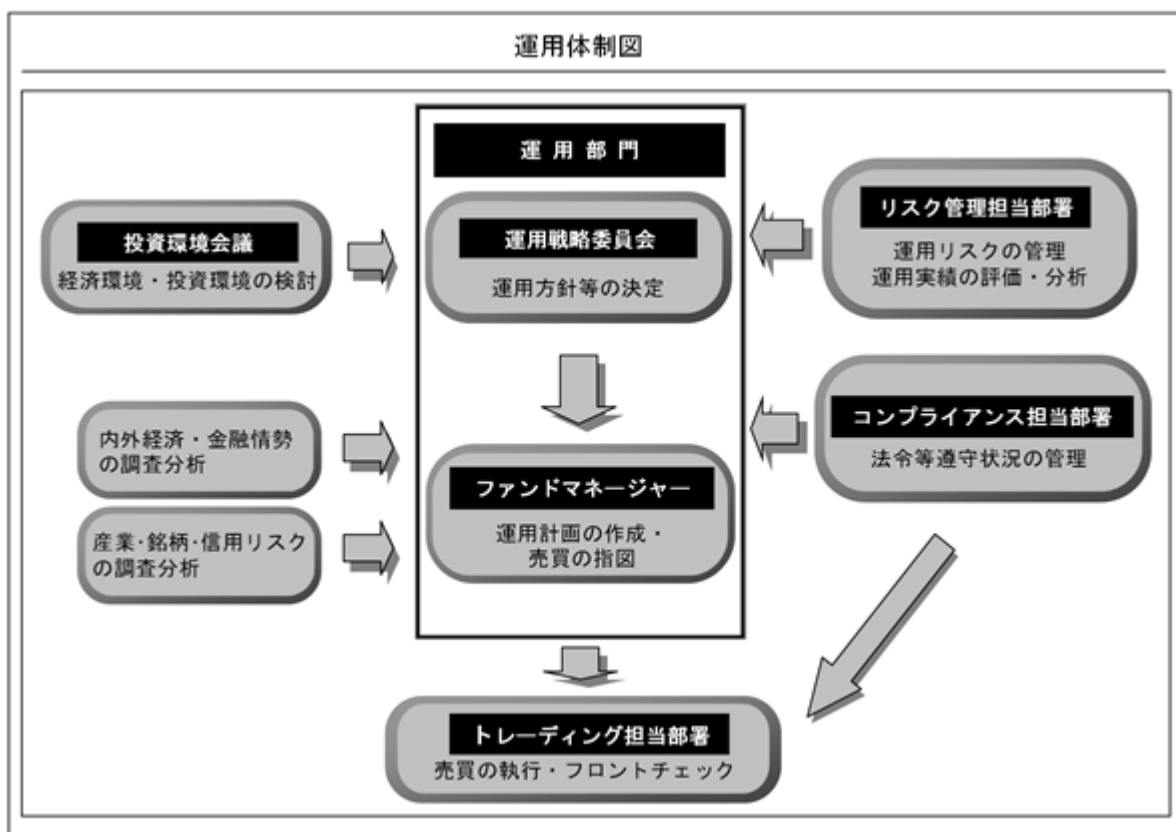 運用体制図
運用部門
投資環境会議
経済環境・投資環境の検討
運用戦略委員会
運用方針等の決定
リスク管理担当部署
運用リスクの管理
運用実績の評価・分析
内外経済・金融情勢
の調査分析
産業・銘柄・信用リスク
の調査分析
ファンドマネージャー
運用計画の作成・
売買の指図
コンプライアンス担当部署
法令等遵守状況の管理
トレーディング担当部署
売買の執行・フロントチェック